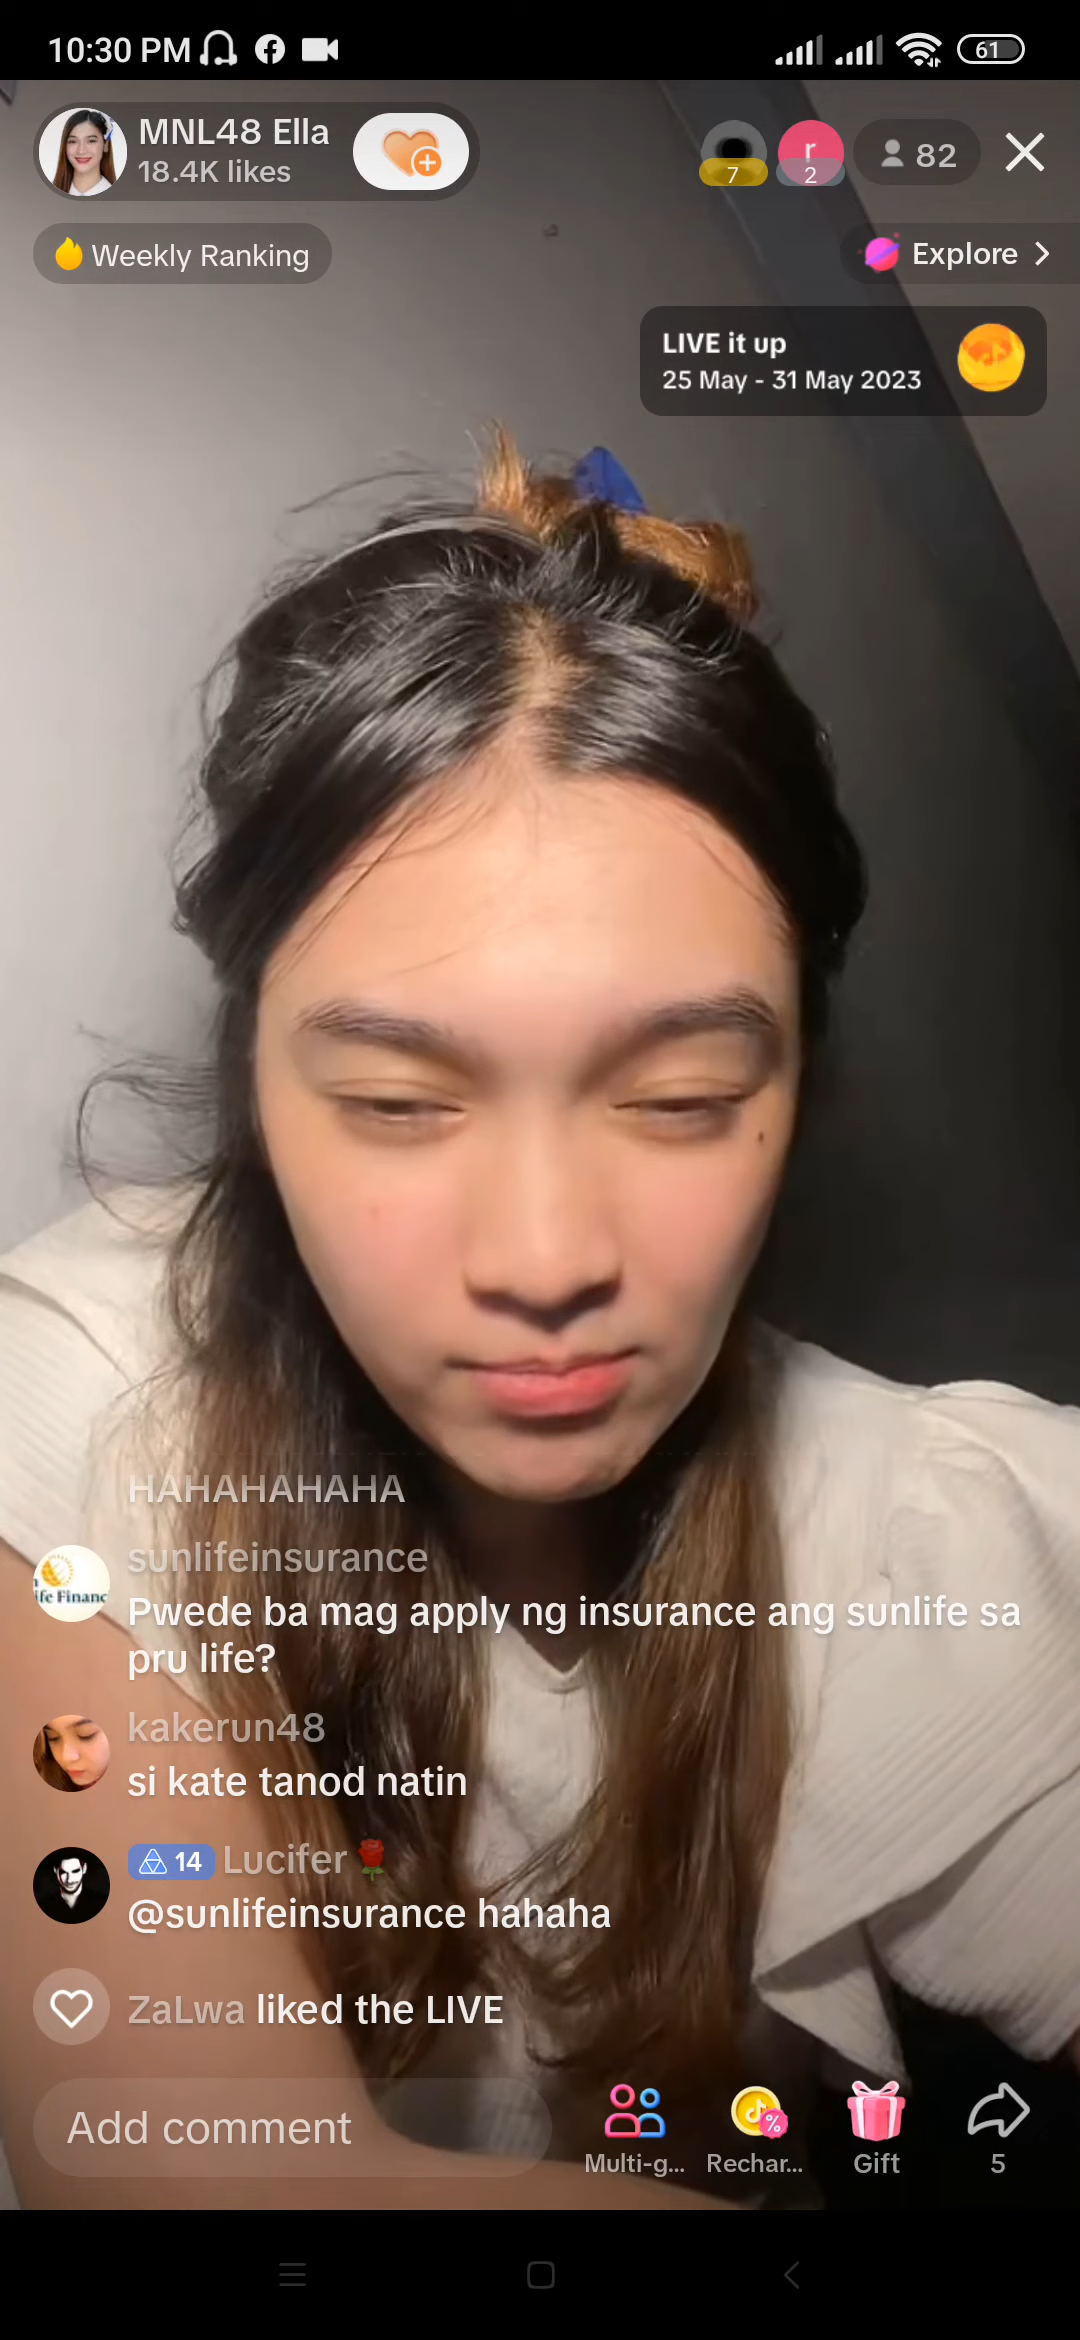 10:30 PM
61
MNL48 Ella
18.4K likes
7
r
2
82
Weekly Ranking
Explore
LIVE it up
25 May - 31 May 2023
HAHAHAHAHA
sunlifeinsurance
ife Financ
Pwede ba mag apply ng insurance ang sunlife sa
pru life?
kakerun48
si kate tanod natin
14 Lucifer
@sunlifeinsurance hahaha
ZaLwa liked the LIVE
Add comment
%
Multi-g...
Rechar...
Gift
5